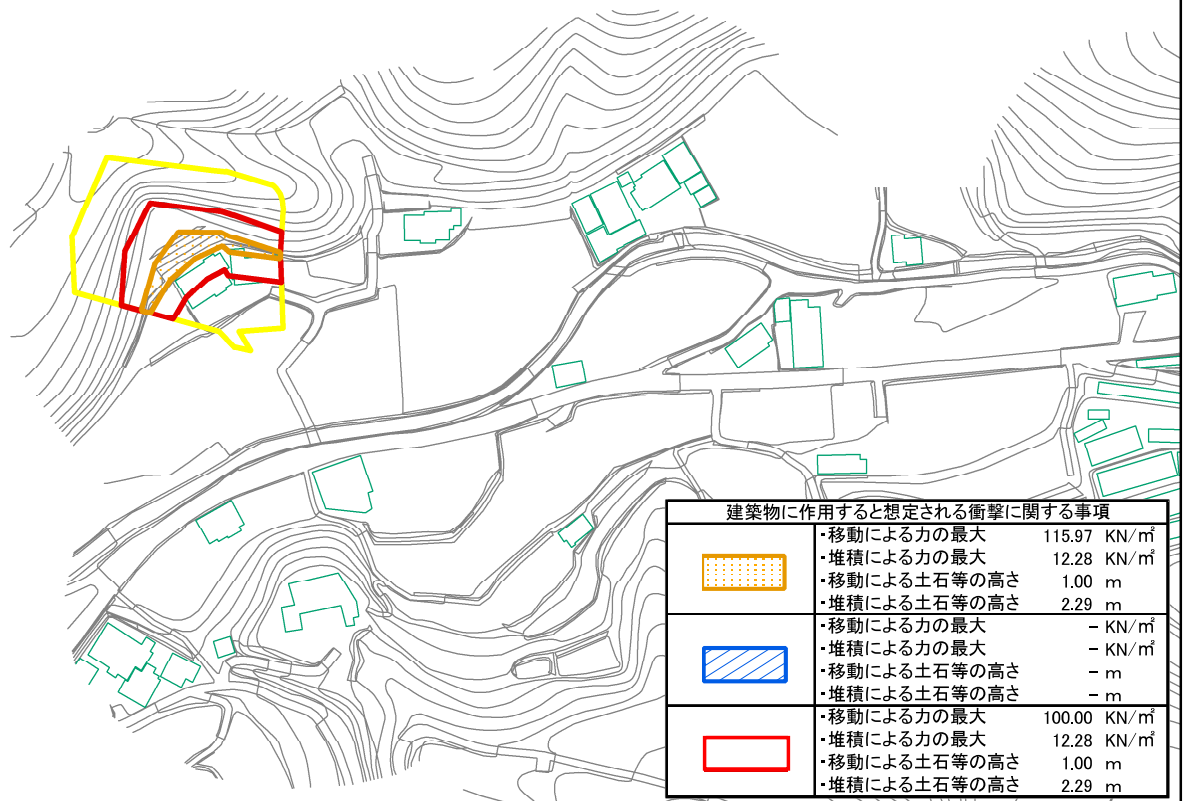 建築物に作用すると想定される衝撃に関する事項
・移動による力の最大 115.97 KN/㎡
・堆積による力の最大 12.28 KN/㎡
・移動による土石等の高さ 1.00 m
・堆積による土石等の高さ 2.29 m
・移動による力の最大 － KN/㎡
・堆積による力の最大 － KN/㎡
・移動による土石等の高さ － m
・堆積による土石等の高さ － m
・移動による力の最大 100.00 KN/㎡
・堆積による力の最大 12.28 KN/㎡
・移動による土石等の高さ 1.00 m
・堆積による土石等の高さ 2.29 m